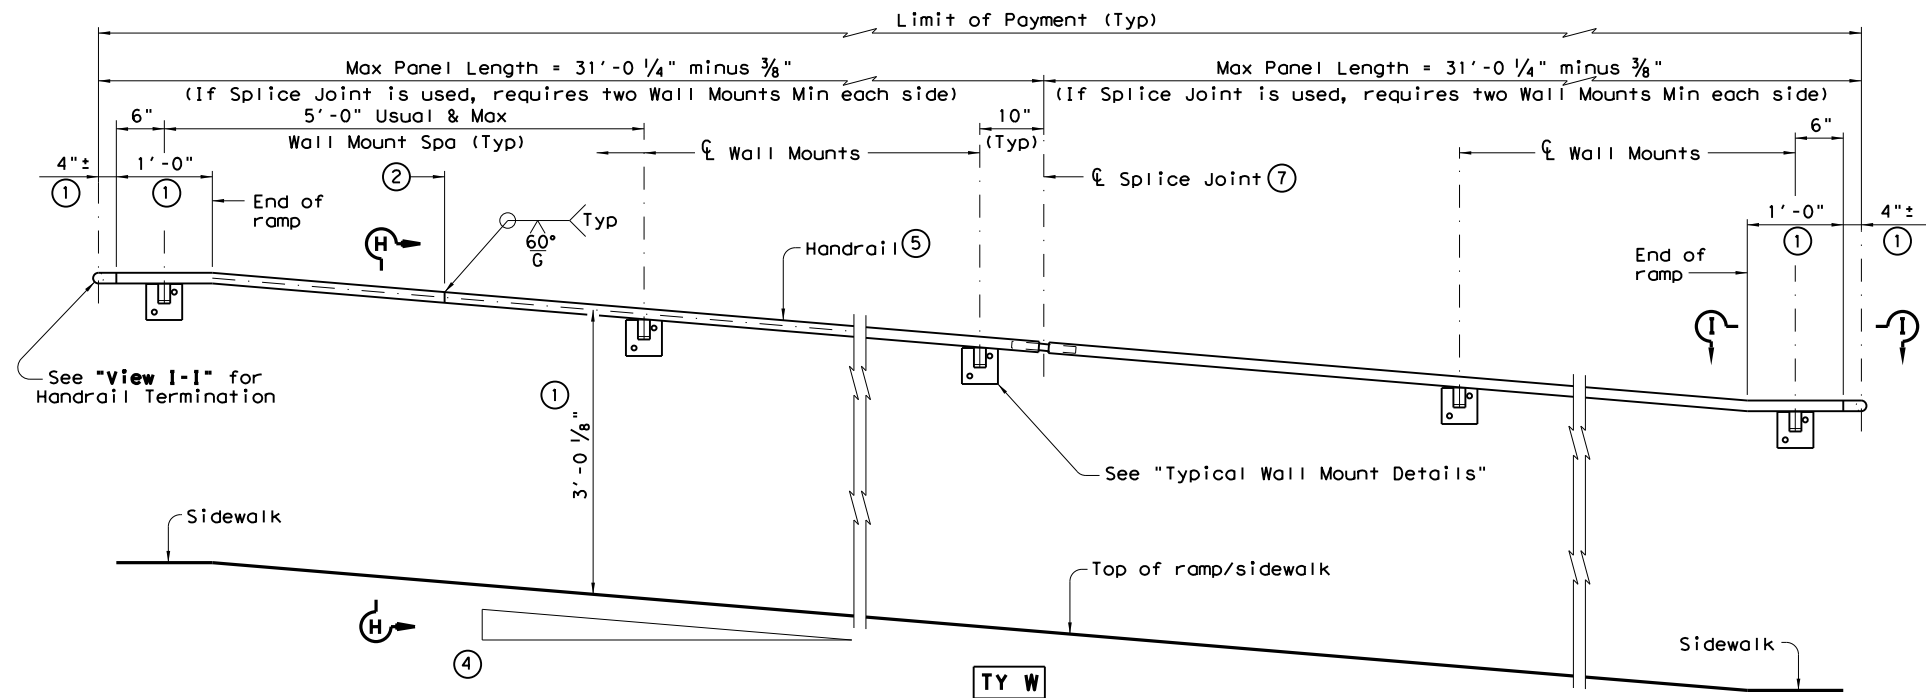 Limit of Payment (Typ)
Max Panel Length = 31'-0 ¼" minus ⅜"
Max Panel Length = 31'-0 ¼" minus ⅜"
(If Splice Joint is used, requires two Wall Mounts Min each side)
(If Splice Joint is used, requires two Wall Mounts Min each side)
6"
5'-0" Usual & Max
Wall Mount Spa (Typ)
10"
(Typ)
6"
℄ Wall Mounts
℄ Wall Mounts
4"±
1
1'-0"
1
2
℄ Splice Joint 7
End of
ramp
H
60°
G
Typ
Handrail 5
1'-0"
1
4"±
1
End of
ramp
I
I
See "View I-I" for
Handrail Termination
1
3'-0 ⅛"
See "Typical Wall Mount Details"
Sidewalk
Top of ramp/sidewalk
H
4
Sidewalk
TY W